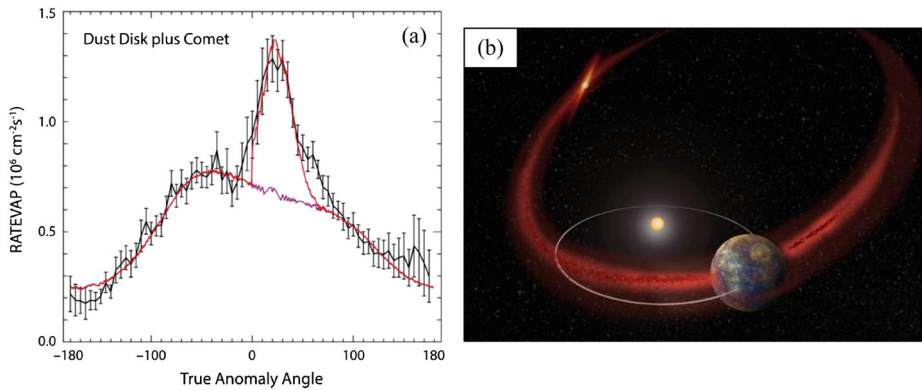 Dust Disk plus Comet
(a)
RATEVAP (10⁶ cm⁻²s⁻¹)
1.5
1.0
0.5
0.0
−180
−100
0
100
180
True Anomaly Angle
(b)